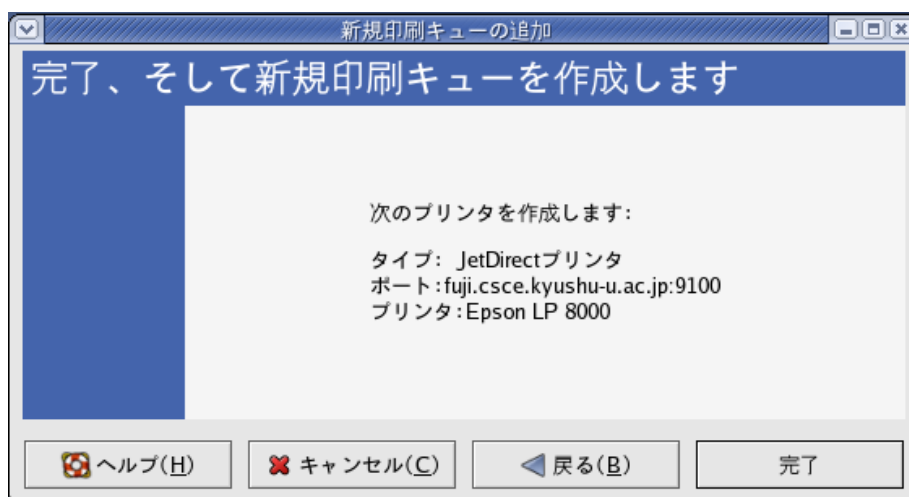 新規印刷キューの追加
完了、そして新規印刷キューを作成します
次のプリンタを作成します:
タイプ: JetDirectプリンタ
ポート:fuji.csce.kyushu-u.ac.jp:9100
プリンタ:Epson LP 8000
ヘルプ(H) キャンセル(C) 戻る(B) 完了